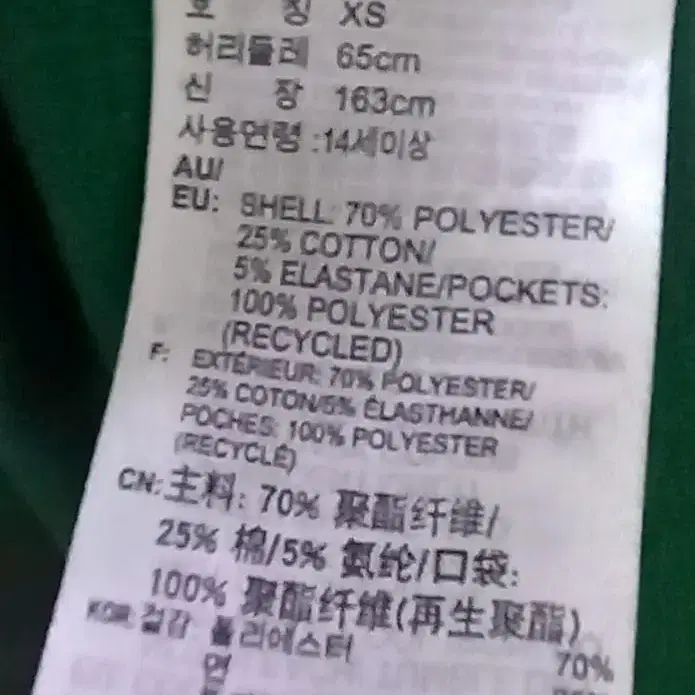 호 칭 XS
허리둘레 65cm
신 장 163cm
사용연령 :14세이상
AU/
EU: SHELL: 70% POLYESTER/
25% COTTON/
5% ELASTANE/POCKETS:
100% POLYESTER
(RECYCLED)
F: EXTÉRIEUR: 70% POLYESTER/
25% COTON/5% ÉLASTHANNE/
POCHES: 100% POLYESTER
(RECYCLÉ)
CN:主料: 70% 聚酯纤维/
25% 棉/5% 氨纶/口袋:
100% 聚酯纤维(再生聚酯)
KOR: 겉감 폴리에스터 70%
면